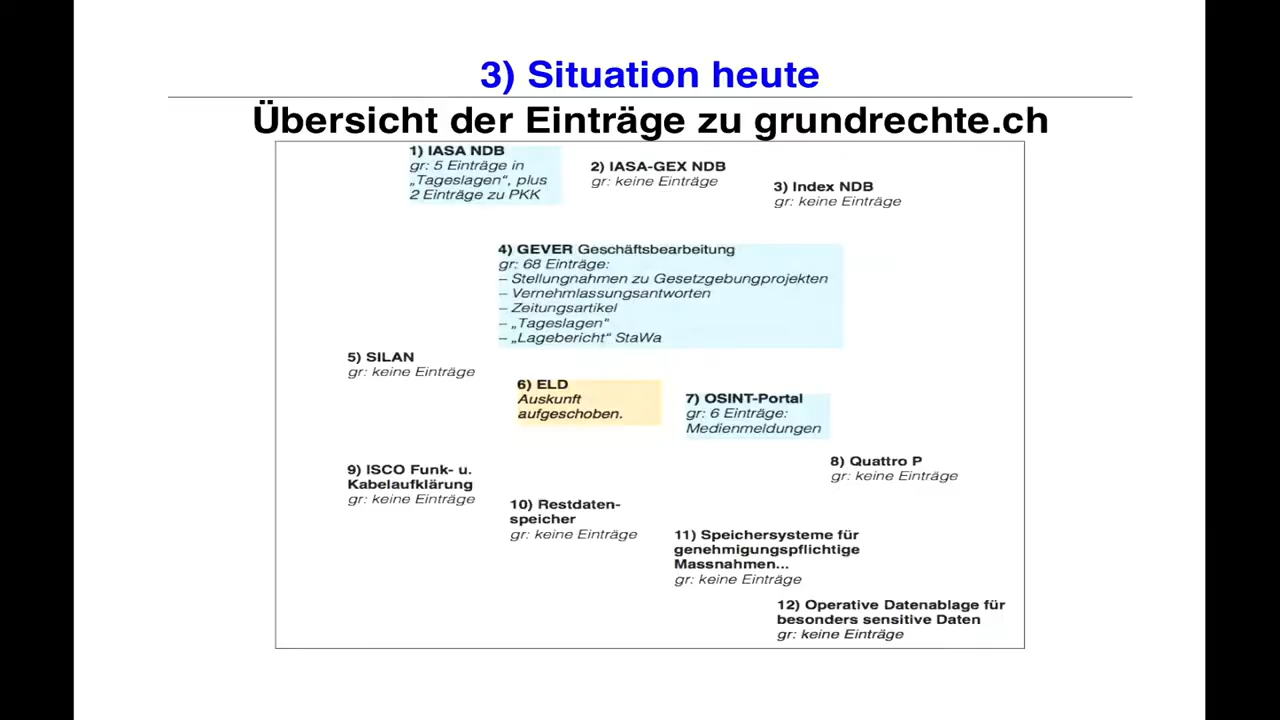 3) Situation heute
Übersicht der Einträge zu grundrechte.ch
1) IASA NDB
gr: 5 Einträge in
„Tageslagen“, plus
2 Einträge zu PKK
2) IASA-GEX NDB
gr: keine Einträge
3) Index NDB
gr: keine Einträge
4) GEVER Geschäftsbearbeitung
gr: 68 Einträge:
– Stellungnahmen zu Gesetzgebungprojekten
– Vernehmlassungsantworten
– Zeitungsartikel
– „Tageslagen“
– „Lagebericht“ StaWa
5) SILAN
gr: keine Einträge
6) ELD
Auskunft
aufgeschoben.
7) OSINT-Portal
gr: 6 Einträge:
Medienmeldungen
8) Quattro P
gr: keine Einträge
9) ISCO Funk- u.
Kabelaufklärung
gr: keine Einträge
10) Restdaten-
speicher
gr: keine Einträge
11) Speichersysteme für
genehmigungspflichtige
Massnahmen...
gr: keine Einträge
12) Operative Datenablage für
besonders sensitive Daten
gr: keine Einträge